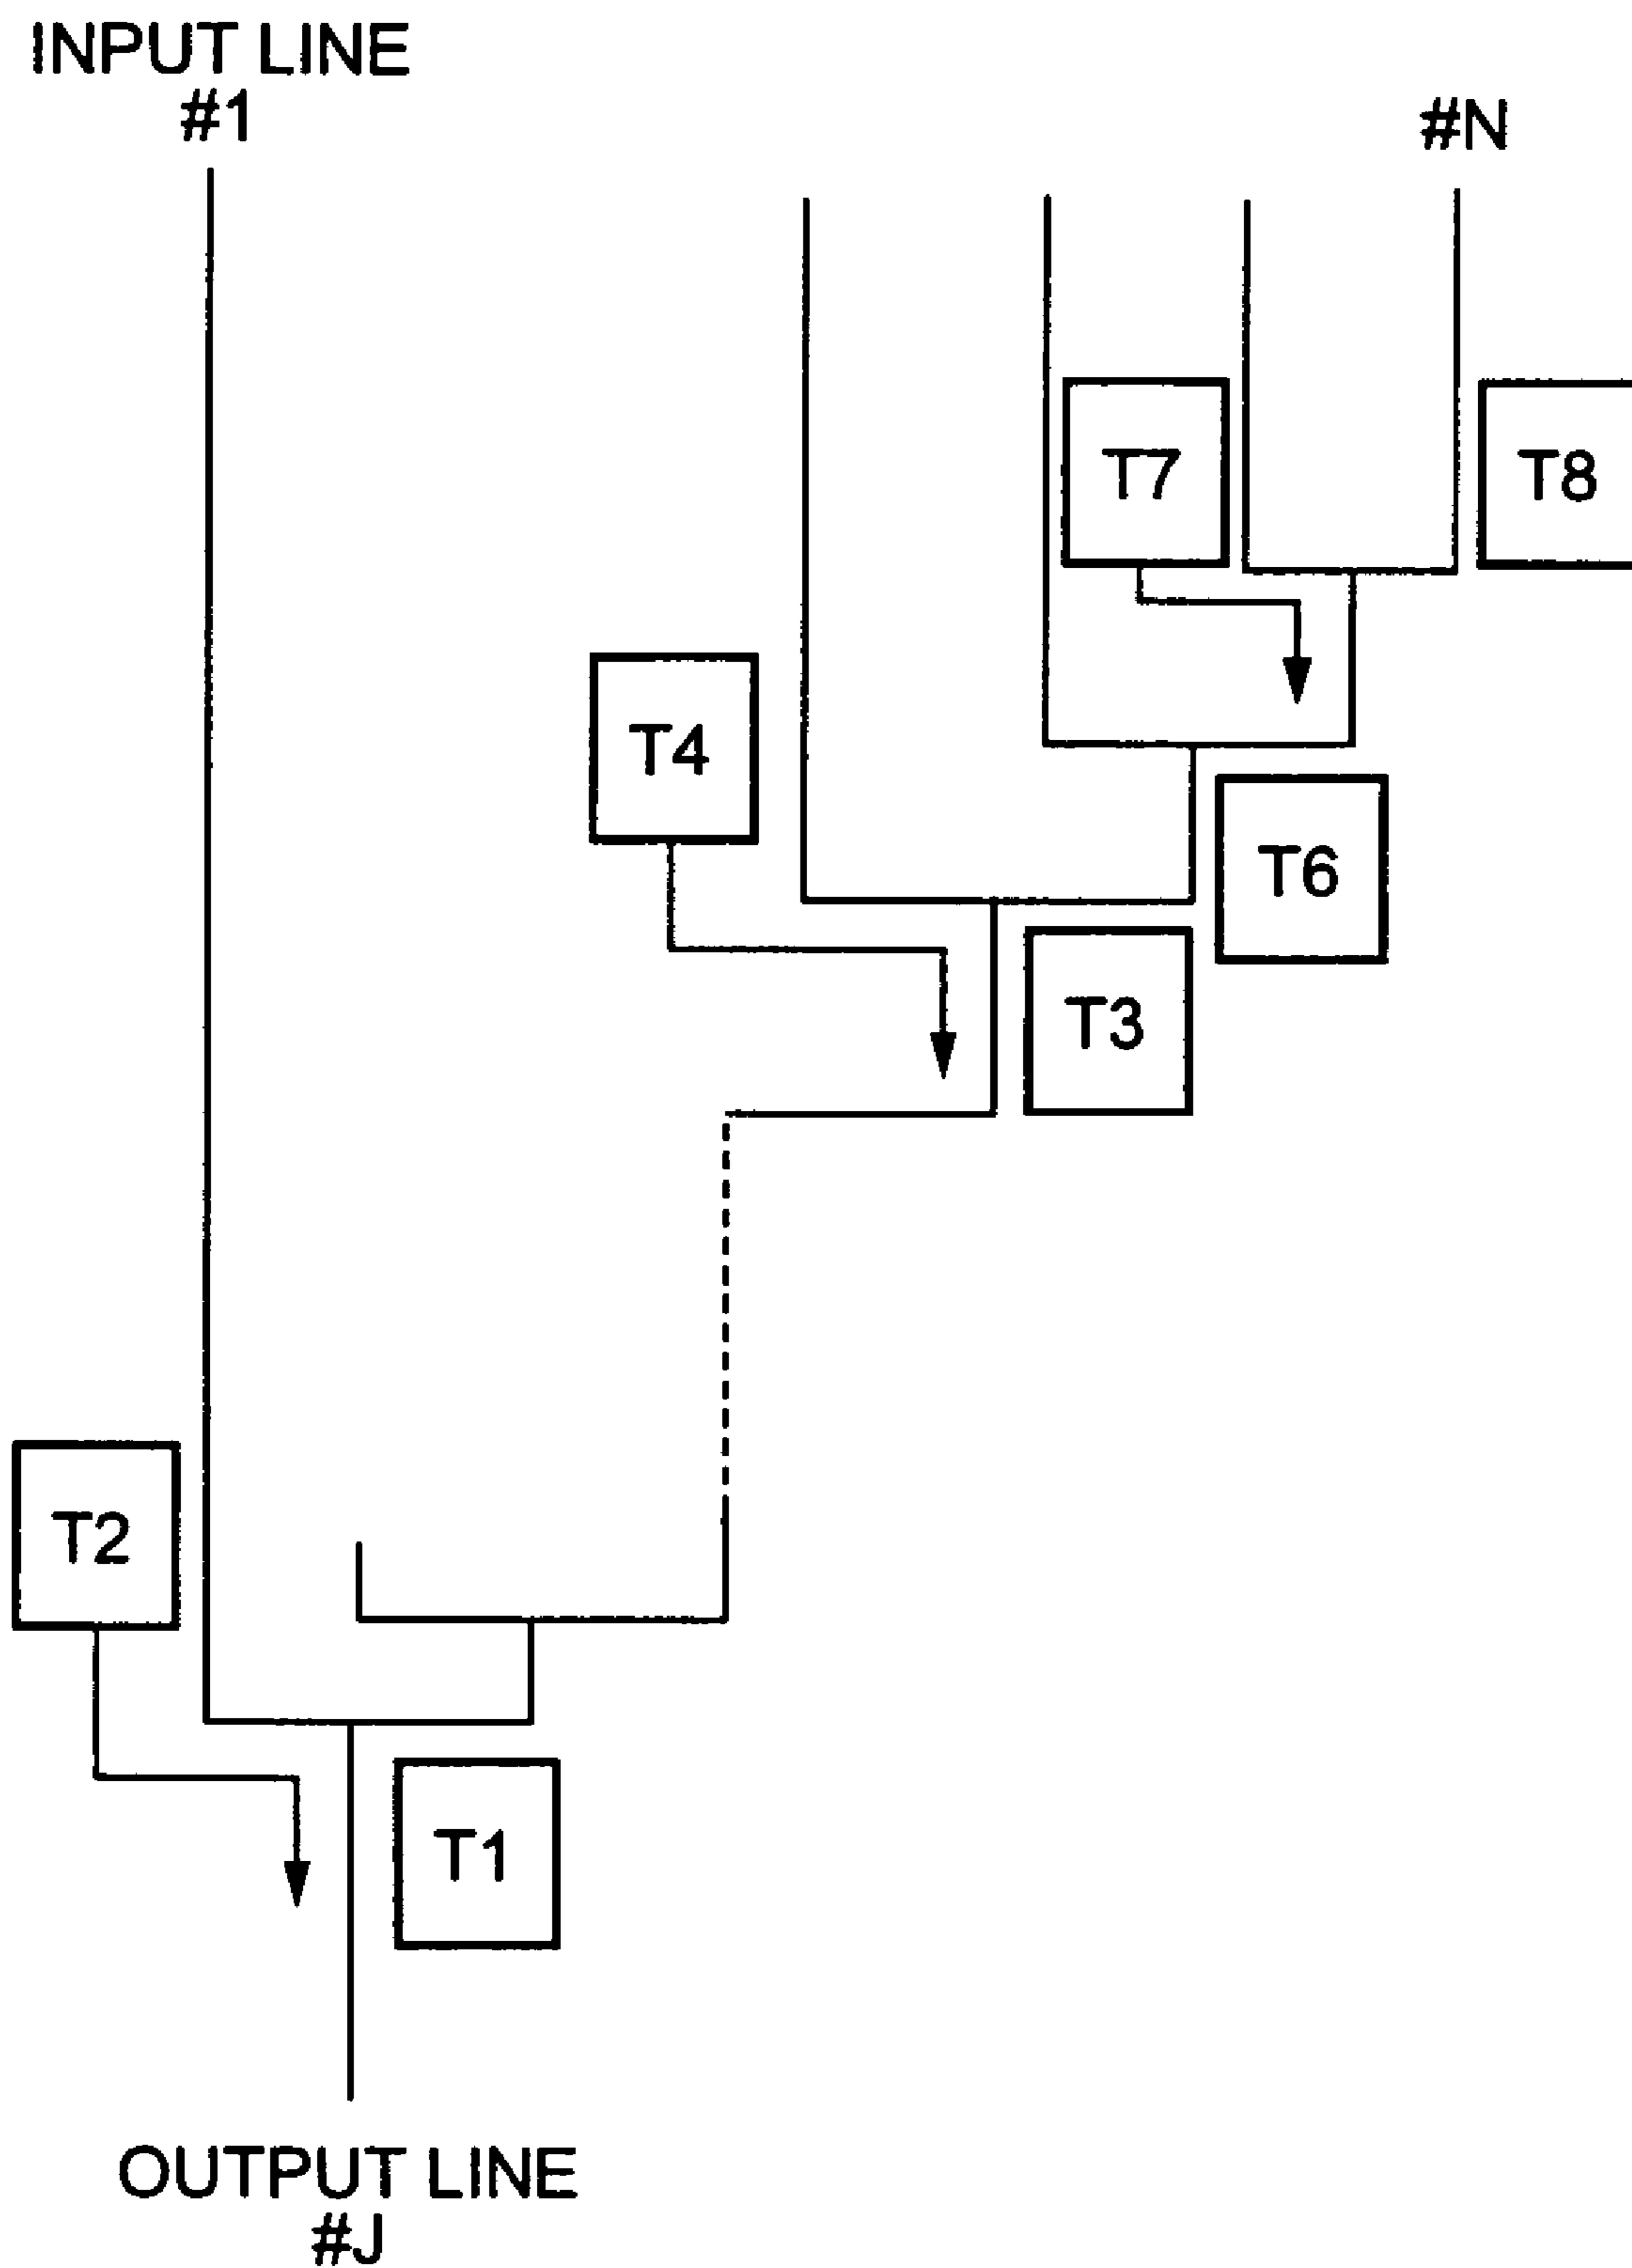 INPUT LINE
#1
#N
T7
T8
T4
T6
T3
T2
T1
OUTPUT LINE
#J